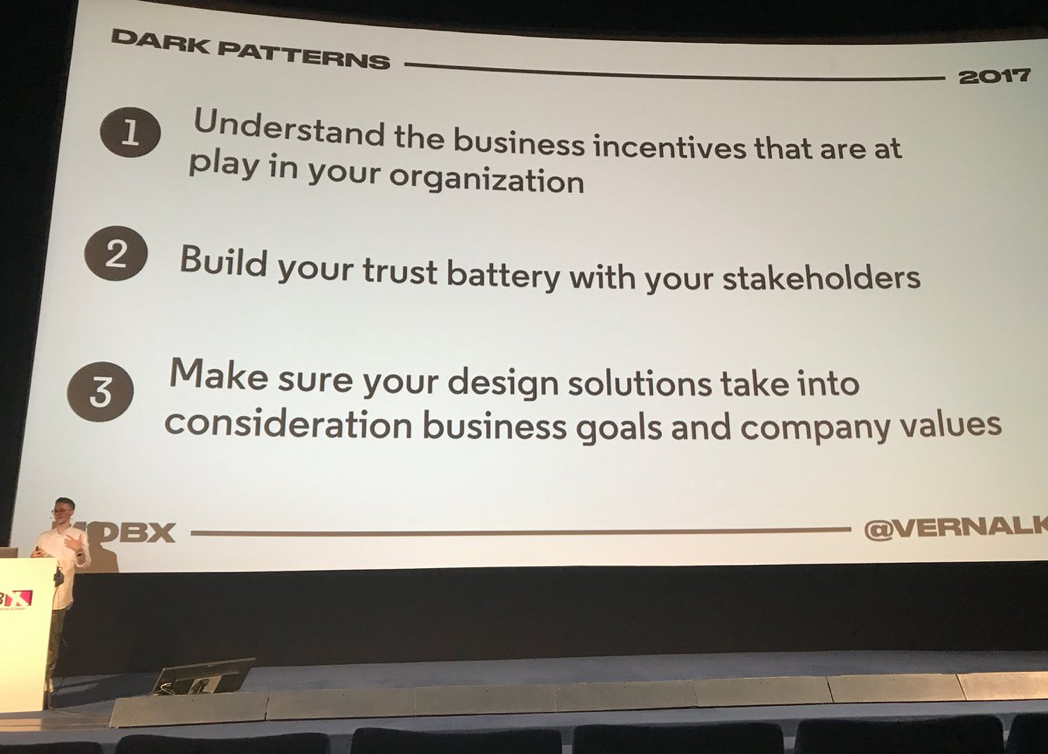 DARK PATTERNS 2017
1 Understand the business incentives that are at
play in your organization
2 Build your trust battery with your stakeholders
3 Make sure your design solutions take into
consideration business goals and company values
@VERNALK